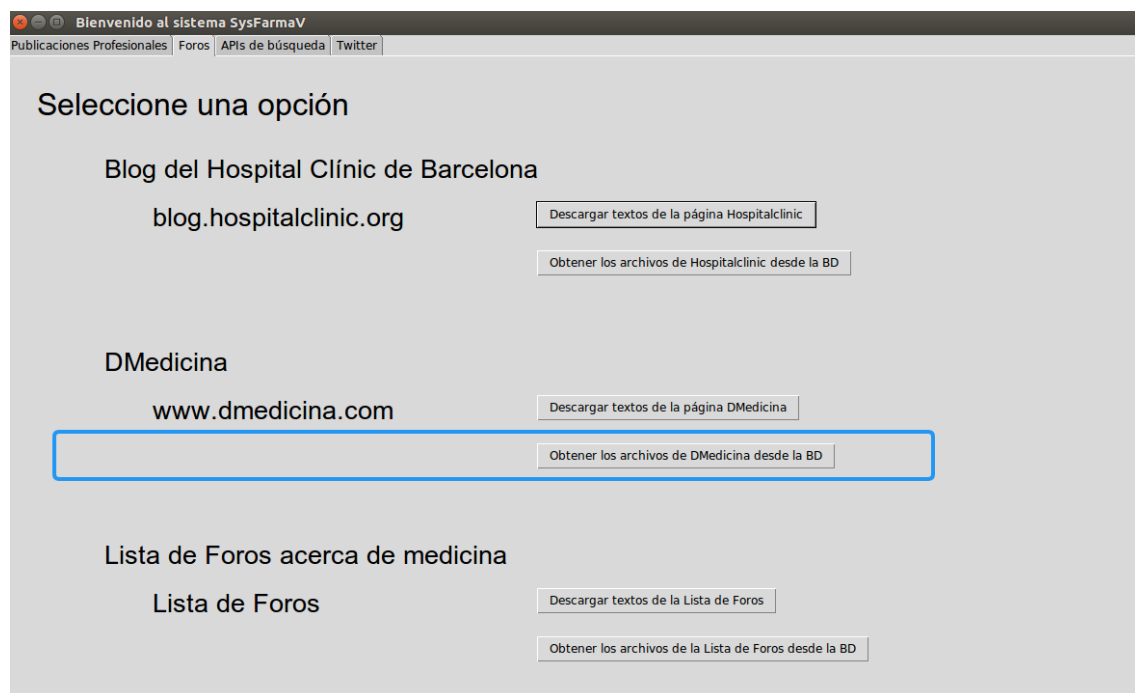 Bienvenido al sistema SysFarmaV
Publicaciones Profesionales Foros APIs de búsqueda Twitter
Seleccione una opción
Blog del Hospital Clínic de Barcelona
blog.hospitalclinic.org Descargar textos de la página Hospitalclinic
Obtener los archivos de Hospitalclinic desde la BD
DMedicina
www.dmedicina.com Descargar textos de la página DMedicina
Obtener los archivos de DMedicina desde la BD
Lista de Foros acerca de medicina
Lista de Foros Descargar textos de la Lista de Foros
Obtener los archivos de la Lista de Foros desde la BD